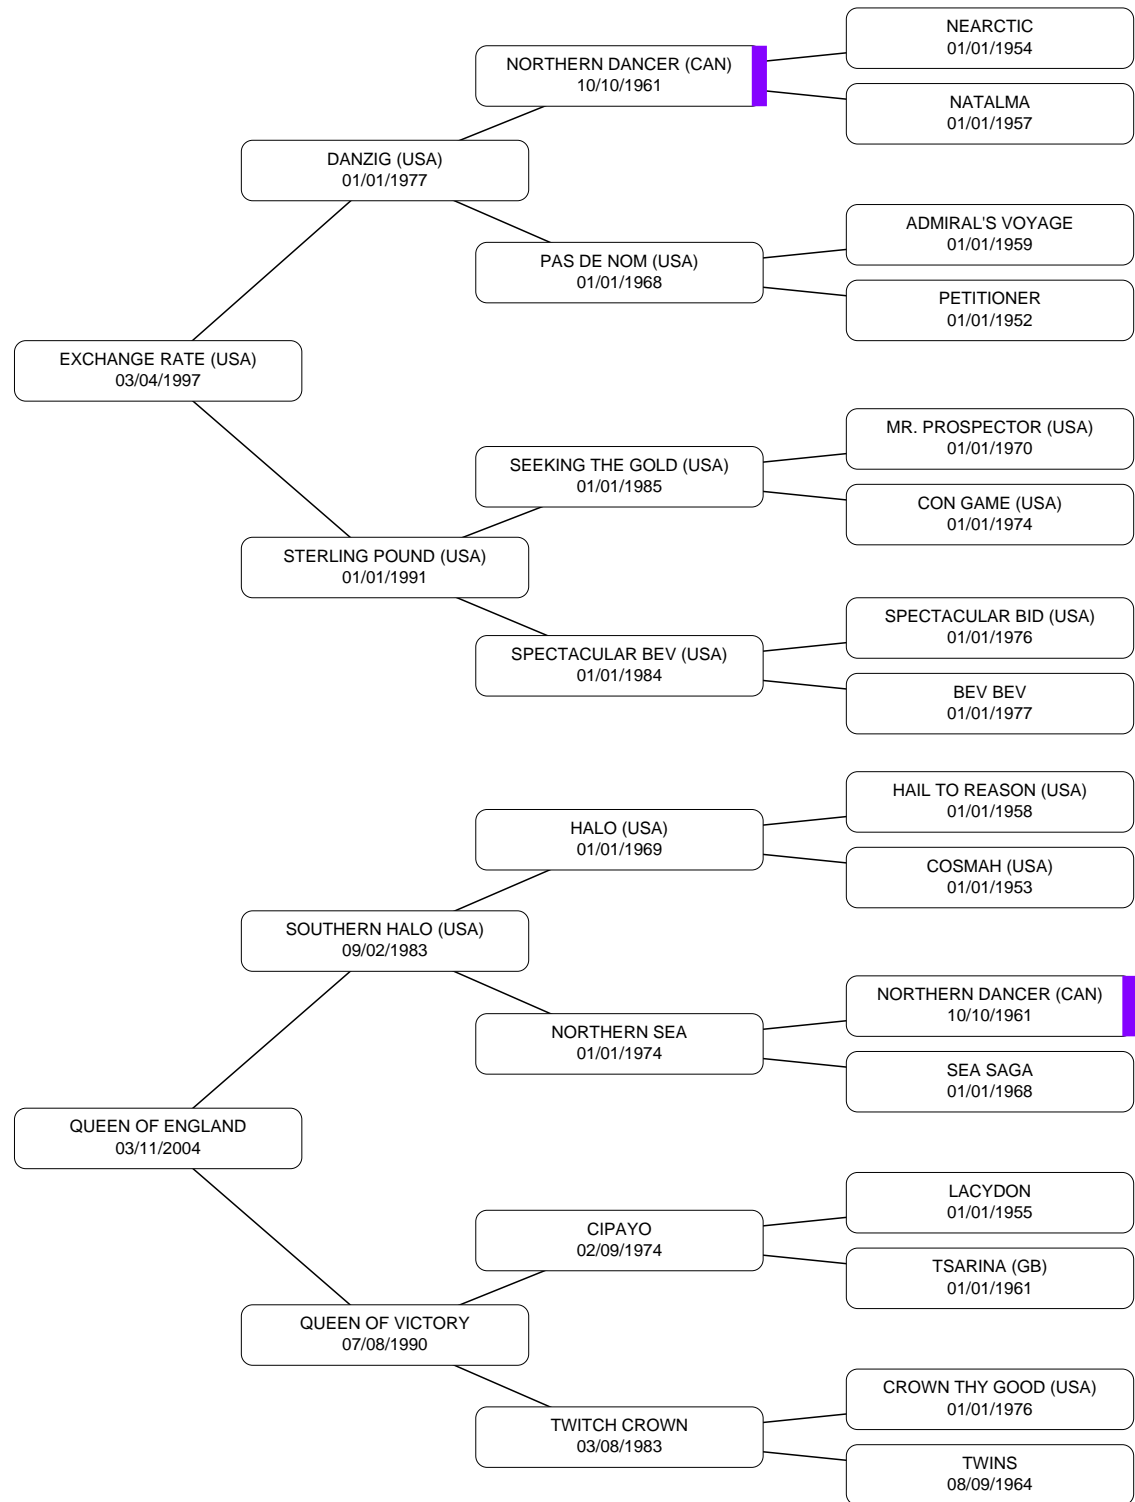 NEARCTIC
01/01/1954
NORTHERN DANCER (CAN)
10/10/1961
NATALMA
01/01/1957
DANZIG (USA)
01/01/1977
ADMIRAL'S VOYAGE
01/01/1959
PAS DE NOM (USA)
01/01/1968
PETITIONER
01/01/1952
EXCHANGE RATE (USA)
03/04/1997
MR. PROSPECTOR (USA)
01/01/1970
SEEKING THE GOLD (USA)
01/01/1985
CON GAME (USA)
01/01/1974
STERLING POUND (USA)
01/01/1991
SPECTACULAR BID (USA)
01/01/1976
SPECTACULAR BEV (USA)
01/01/1984
BEV BEV
01/01/1977
HAIL TO REASON (USA)
01/01/1958
HALO (USA)
01/01/1969
COSMAH (USA)
01/01/1953
SOUTHERN HALO (USA)
09/02/1983
NORTHERN DANCER (CAN)
10/10/1961
NORTHERN SEA
01/01/1974
SEA SAGA
01/01/1968
QUEEN OF ENGLAND
03/11/2004
LACYDON
01/01/1955
CIPAYO
02/09/1974
TSARINA (GB)
01/01/1961
QUEEN OF VICTORY
07/08/1990
CROWN THY GOOD (USA)
01/01/1976
TWITCH CROWN
03/08/1983
TWINS
08/09/1964